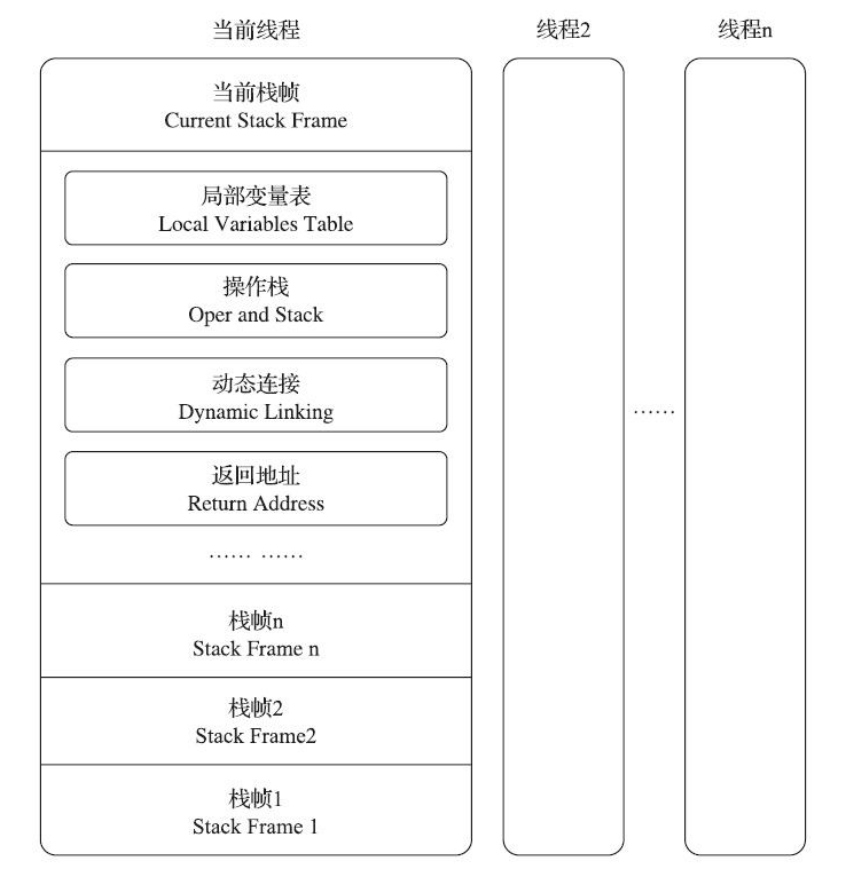 当前线程
线程2
线程n
当前栈帧
Current Stack Frame
局部变量表
Local Variables Table
操作栈
Oper and Stack
动态连接
Dynamic Linking
返回地址
Return Address
…… ……
……
栈帧n
Stack Frame n
栈帧2
Stack Frame2
栈帧1
Stack Frame 1